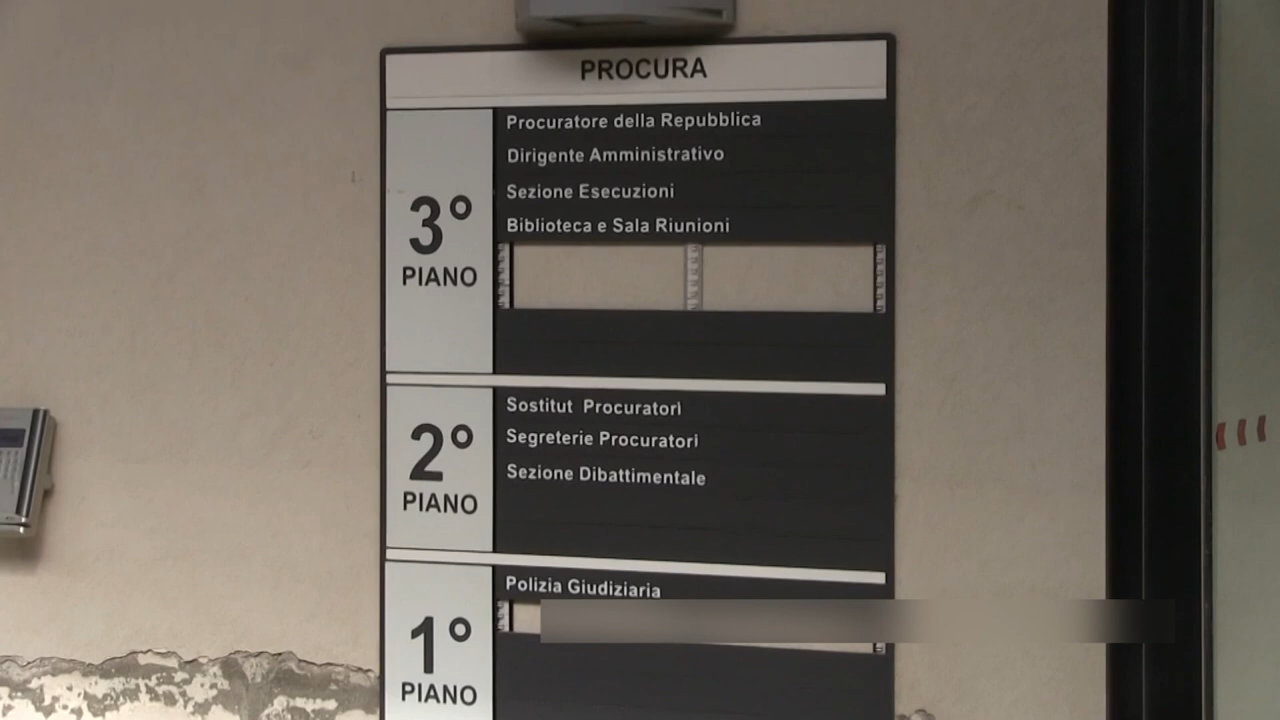 PROCURA
3°
PIANO
Procuratore della Repubblica
Dirigente Amministrativo
Sezione Esecuzioni
Biblioteca e Sala Riunioni
2°
PIANO
Sostitut Procuratori
Segreterie Procuratori
Sezione Dibattimentale
1°
PIANO
Polizia Giudiziaria